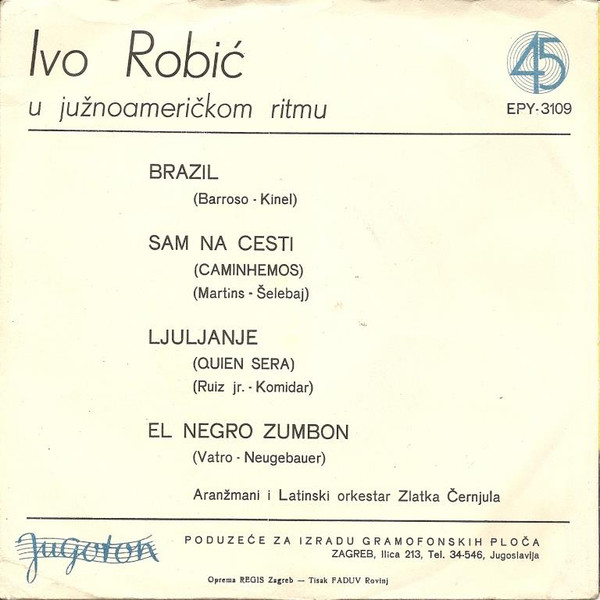 Ivo Robić
45
u južnoameričkom ritmu
EPY-3109
BRAZIL
(Barroso - Kinel)
SAM NA CESTI
(CAMINHEMOS)
(Martins - Šelebaj)
LJULJANJE
(QUIEN SERA)
(Ruiz jr. - Komidar)
EL NEGRO ZUMBON
(Vatro - Neugebauer)
Aranžmani i Latinski orkestar Zlatka Černjula
Jugoton
PODUZEĆE ZA IZRADU GRAMOFONSKIH PLOČA
ZAGREB, Ilica 213, Tel. 34-546, Jugoslavija
Oprema REGIS Zagreb — Tisak FADUV Rovinj